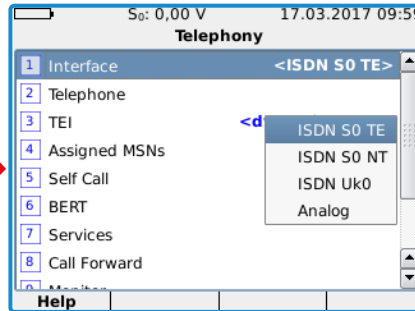 S₀: 0,00 V 17.03.2017 09:59
Telephony
1 Interface <ISDN S0 TE>
2 Telephone
3 TEI
ISDN S0 TE
4 Assigned MSNs
ISDN S0 NT
5 Self Call
ISDN Uk0
6 BERT
Analog
7 Services
8 Call Forward
Help